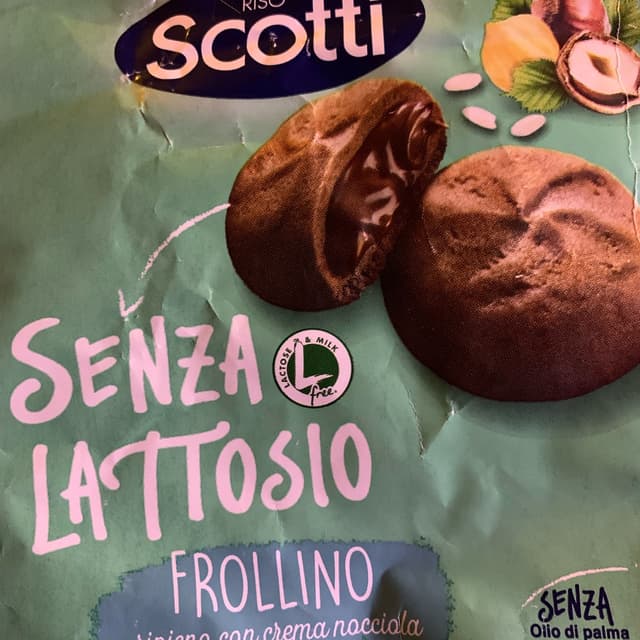 RISO
Scotti
SENZA
LACTOSE & MILK
free
LATTOSIO
FROLLINO
ripieno con crema nocciola
SENZA
Olio di palma